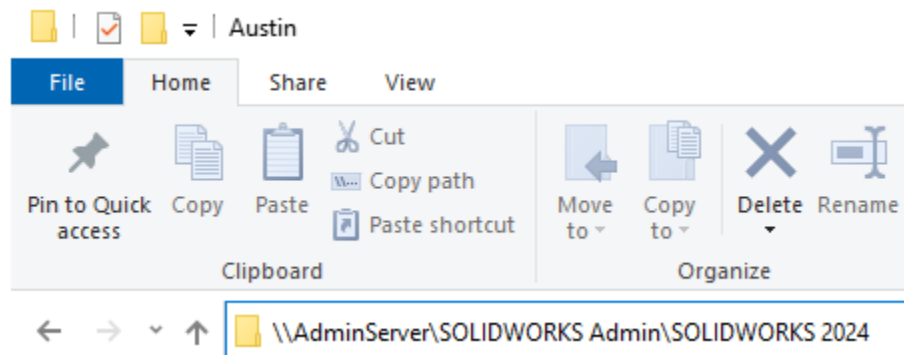 Austin
File Home Share View
Pin to Quick access
Copy
Paste
Cut
Copy path
Paste shortcut
Clipboard
Move to
Copy to
Delete
Rename
Organize
\\AdminServer\SOLIDWORKS Admin\SOLIDWORKS 2024